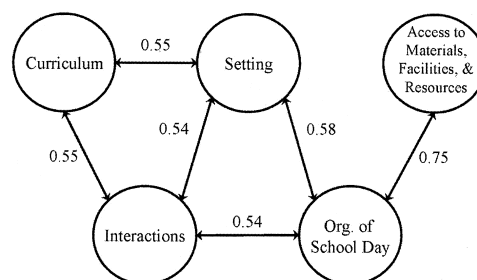 0.55
Curriculum
Setting
Access to
Materials,
Facilities, &
Resources
0.55
0.54
0.58
0.75
Interactions
0.54
Org. of
School Day